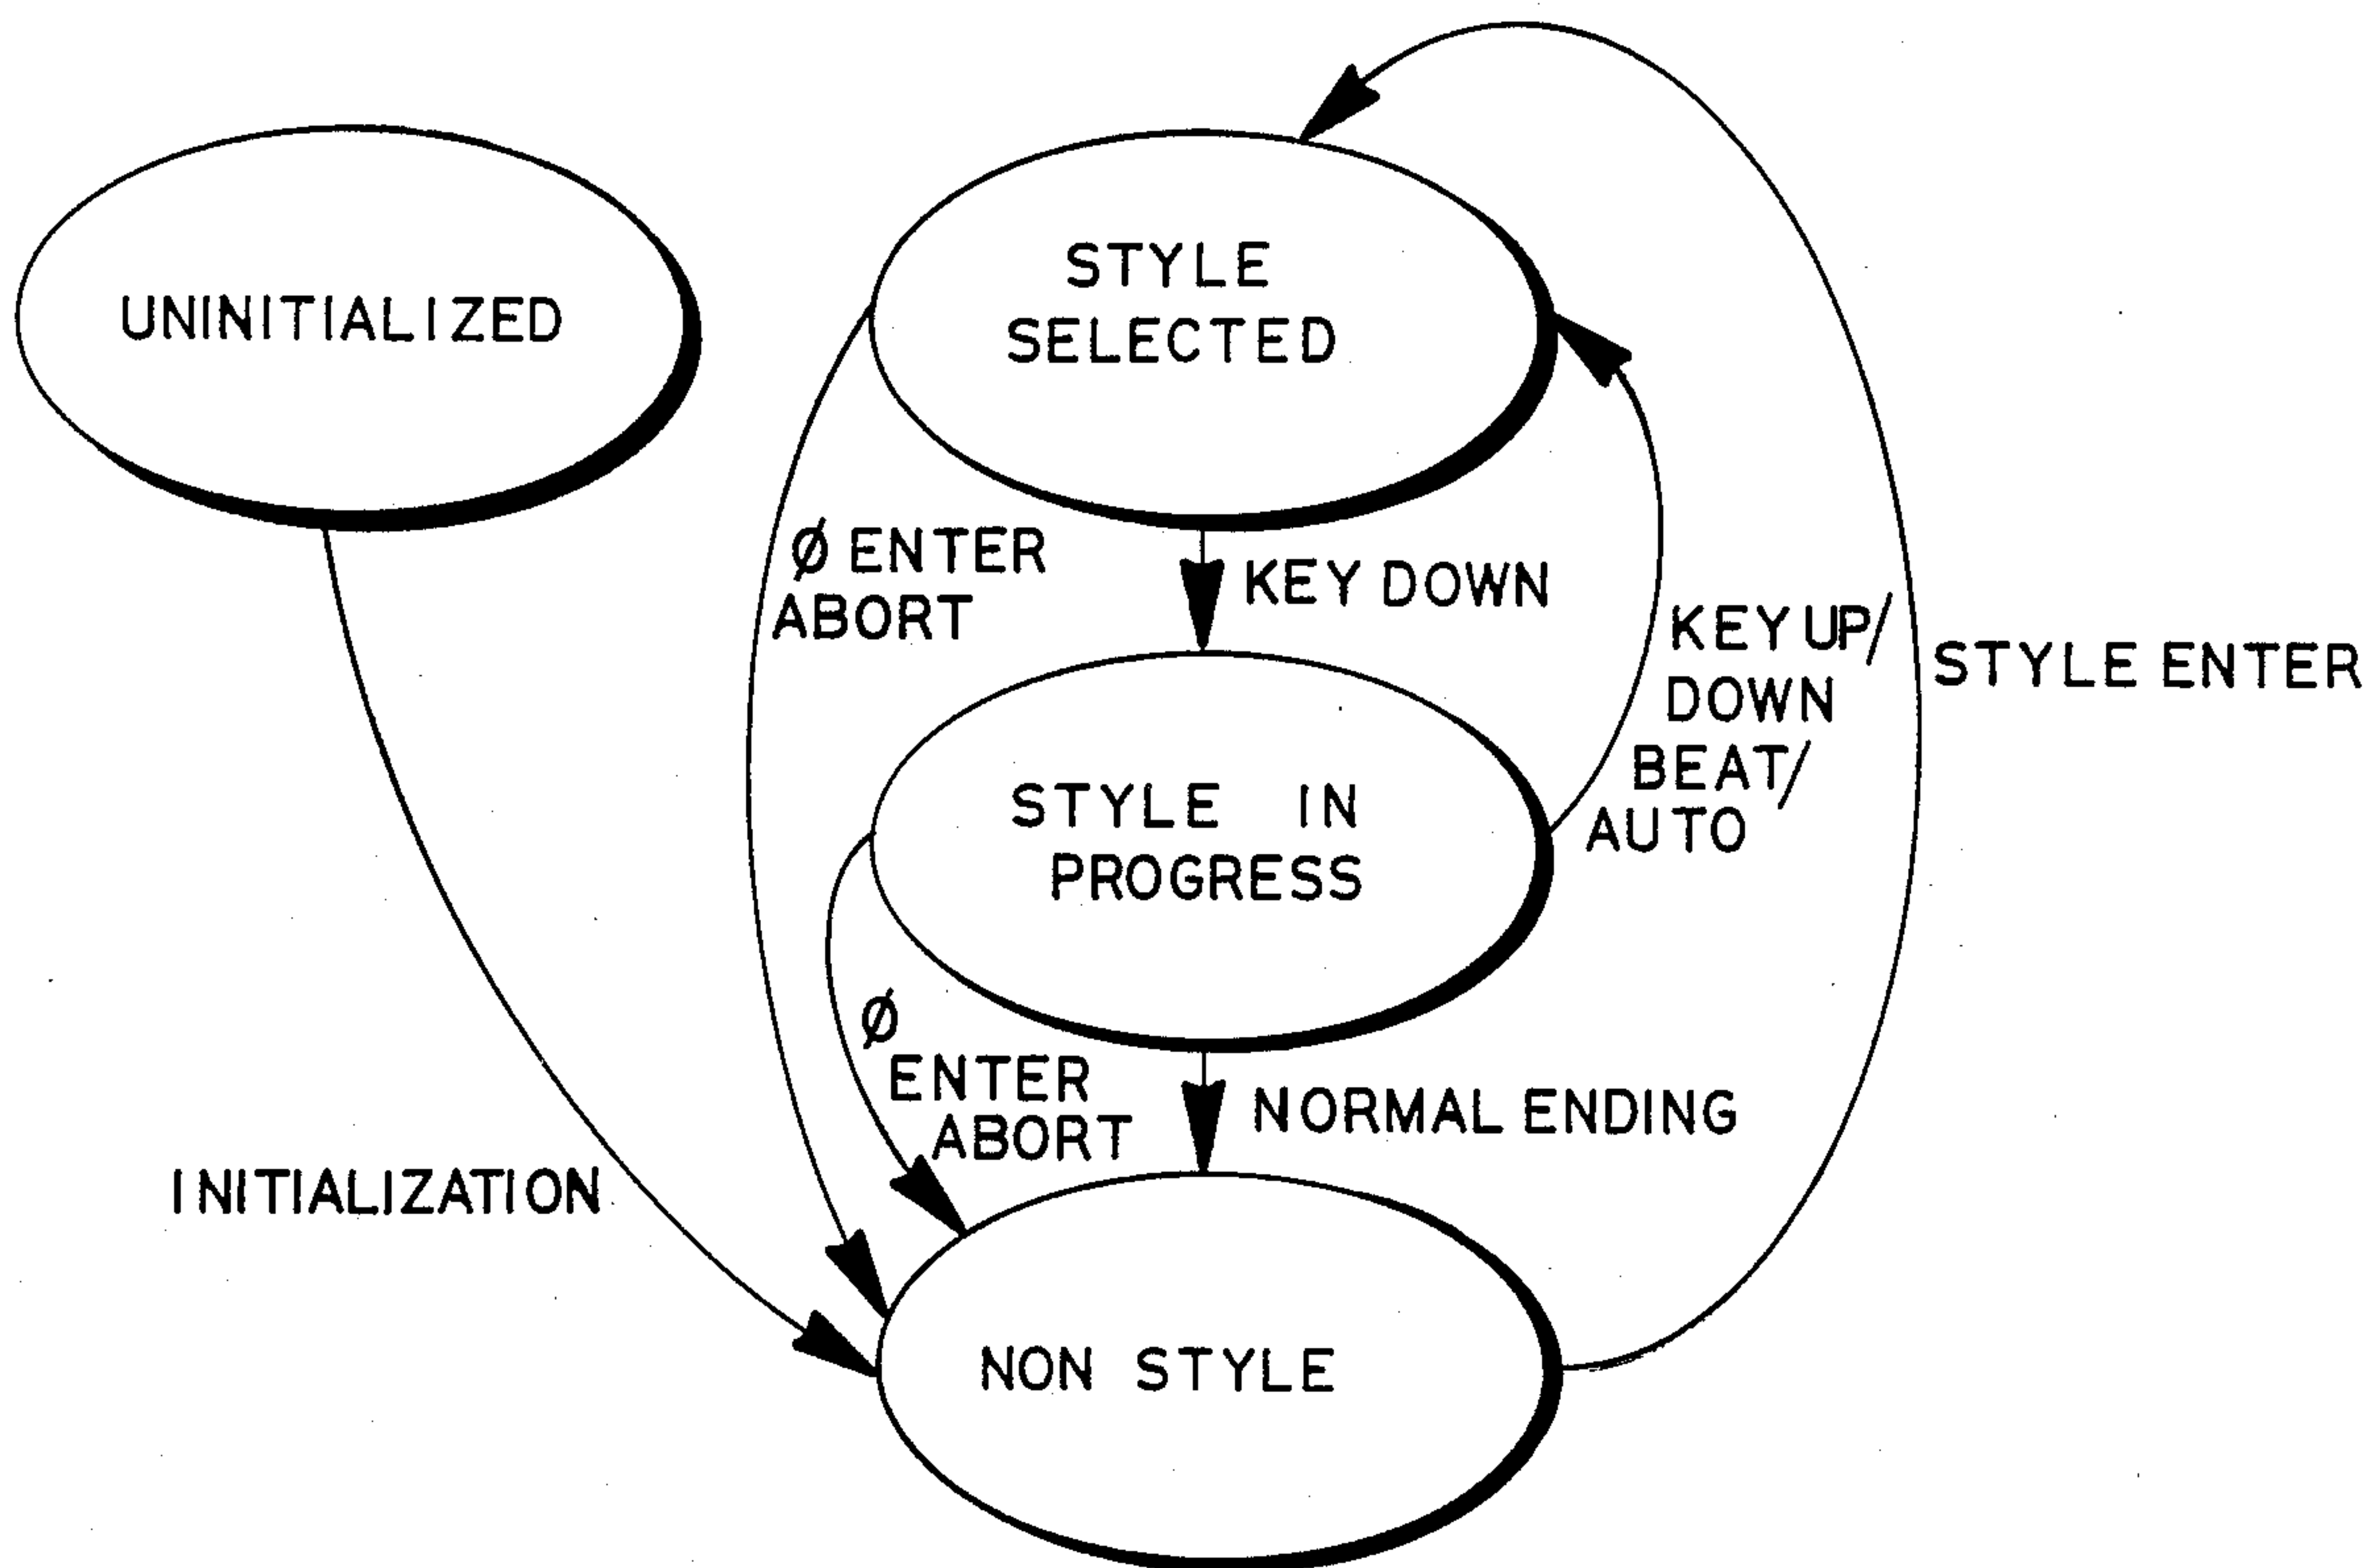 UNINITIALIZED
STYLE
SELECTED
Ø ENTER
ABORT
KEY DOWN
KEY UP/
DOWN
BEAT/
AUTO
STYLE ENTER
STYLE IN
PROGRESS
Ø
ENTER
ABORT
NORMAL ENDING
INITIALIZATION
NON STYLE